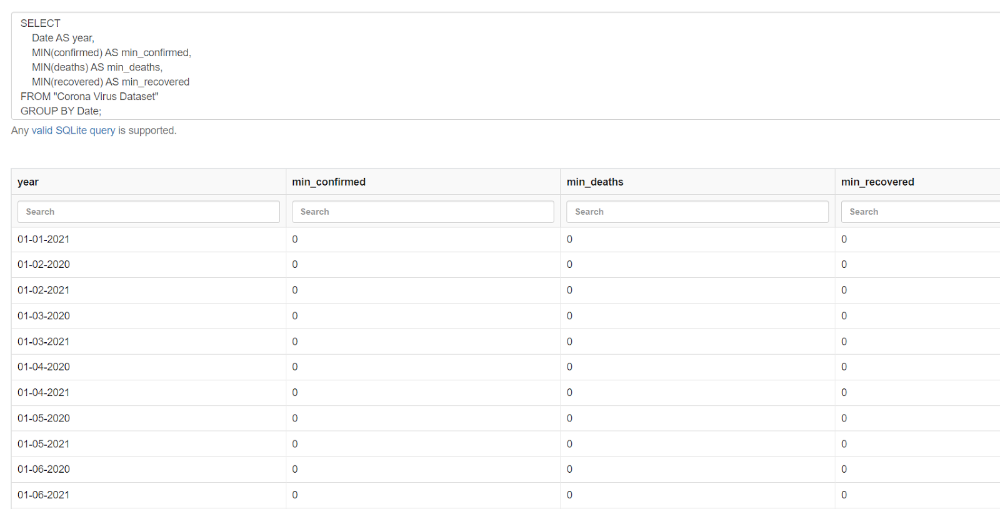 SELECT
Date AS year,
MIN(confirmed) AS min_confirmed,
MIN(deaths) AS min_deaths,
MIN(recovered) AS min_recovered
FROM "Corona Virus Dataset"
GROUP BY Date;
Any valid SQLite query is supported.
year min_confirmed min_deaths min_recovered
Search Search Search Search
01-01-2021 0 0 0
01-02-2020 0 0 0
01-02-2021 0 0 0
01-03-2020 0 0 0
01-03-2021 0 0 0
01-04-2020 0 0 0
01-04-2021 0 0 0
01-05-2020 0 0 0
01-05-2021 0 0 0
01-06-2020 0 0 0
01-06-2021 0 0 0